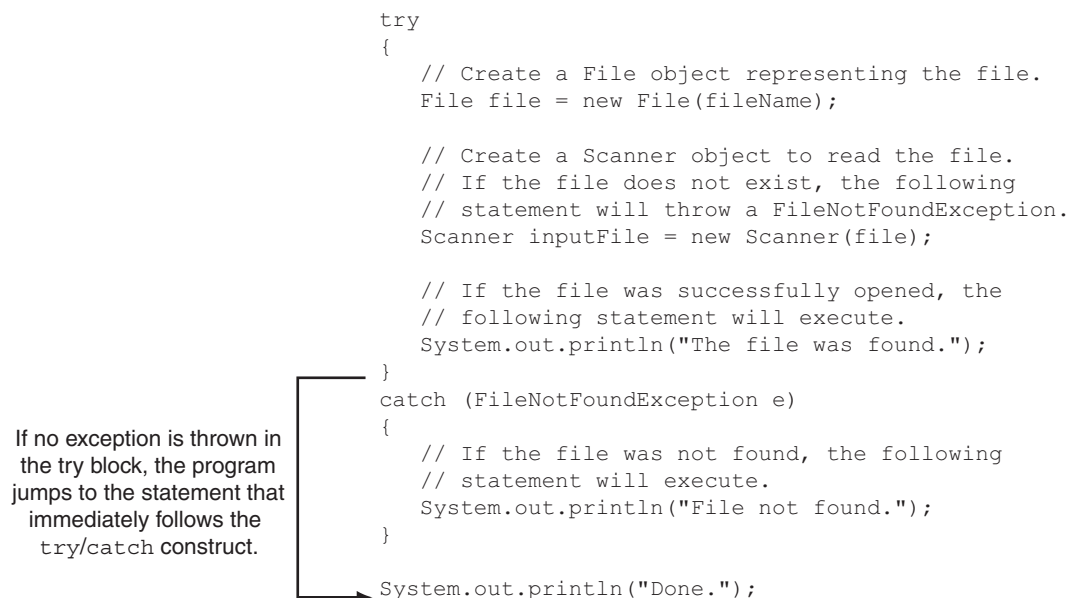 try
{
// Create a File object representing the file.
File file = new File(fileName);
// Create a Scanner object to read the file.
// If the file does not exist, the following
// statement will throw a FileNotFoundException.
Scanner inputFile = new Scanner(file);
// If the file was successfully opened, the
// following statement will execute.
System.out.println("The file was found.");
}
catch (FileNotFoundException e)
{
// If the file was not found, the following
// statement will execute.
System.out.println("File not found.");
}
System.out.println("Done.");
If no exception is thrown in
the try block, the program
jumps to the statement that
immediately follows the
try/catch construct.